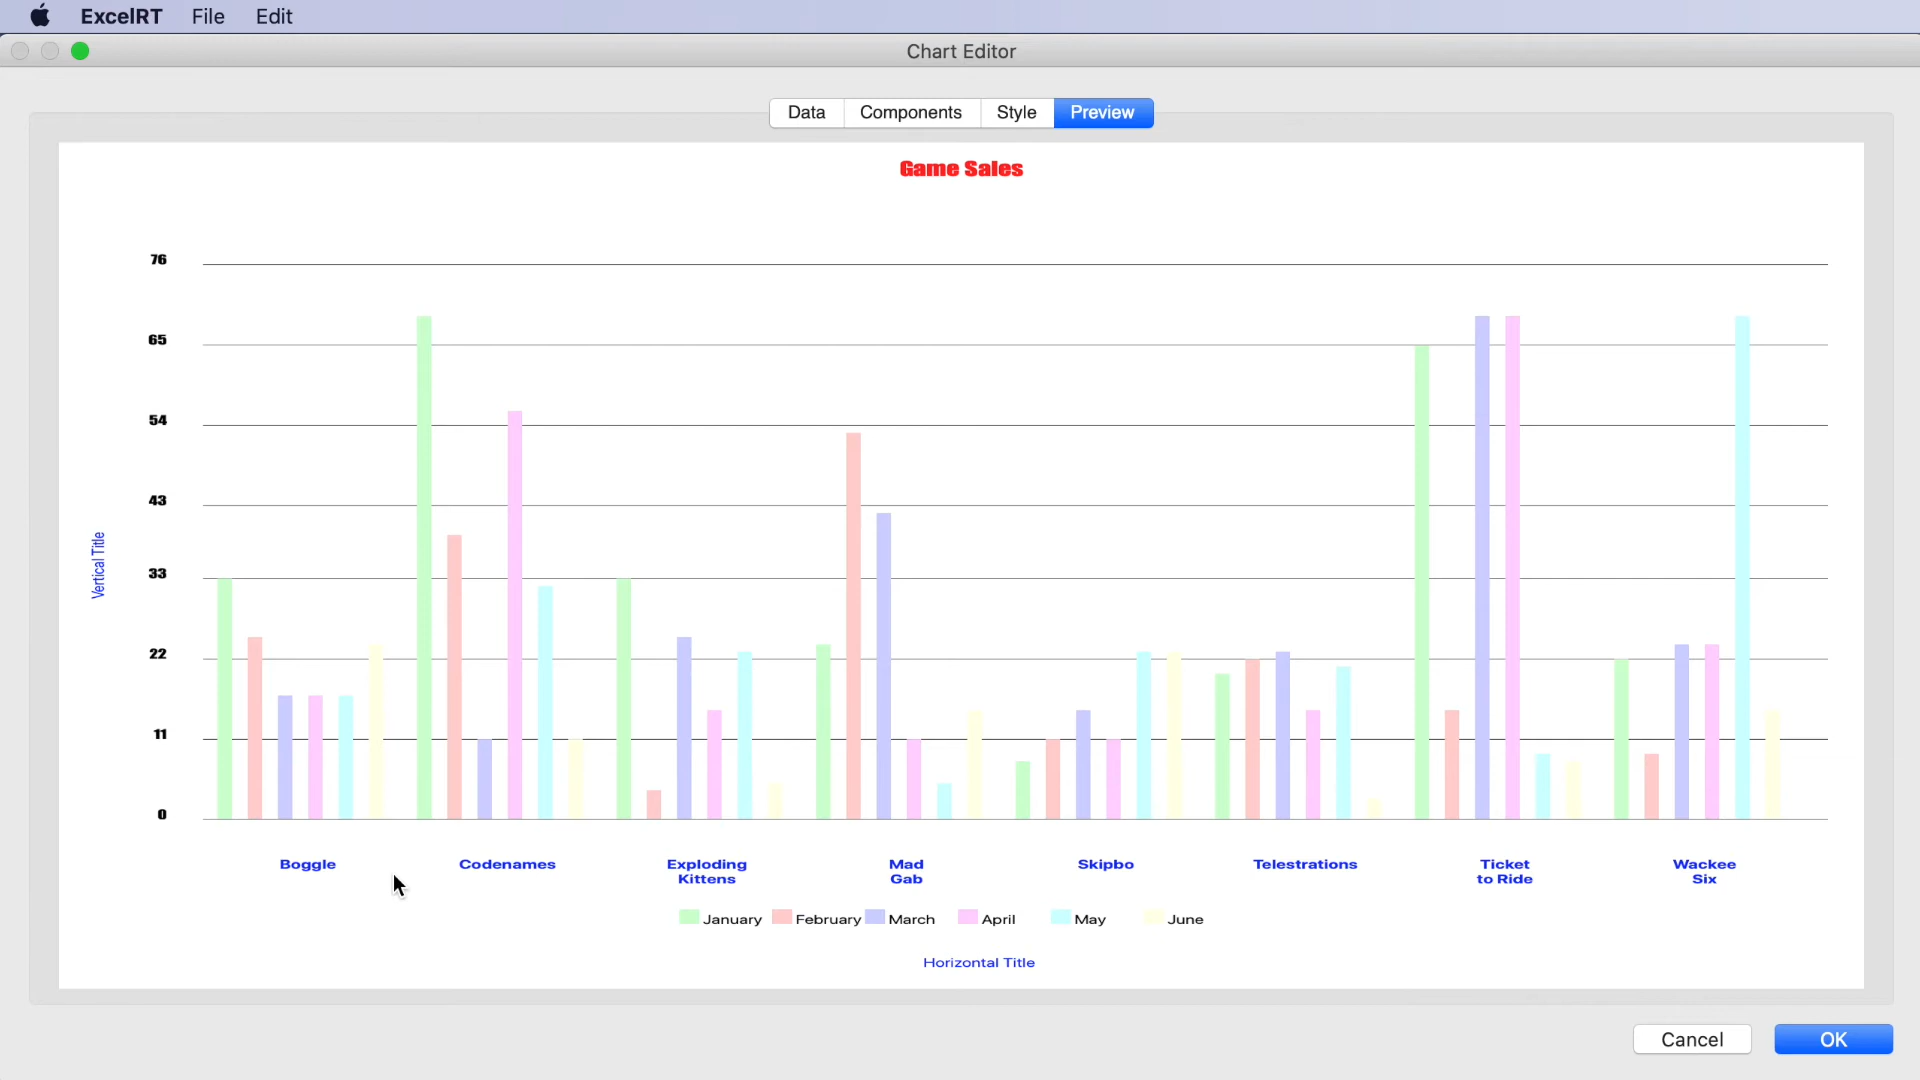 ExcelRT File Edit
Chart Editor
Data Components Style Preview
Game Sales
76
65
54
43
33
22
11
0
Vertical Title
Boggle Codenames Exploding Kittens Mad Gab Skipbo Telestrations Ticket to Ride Wackee Six
January February March April May June
Horizontal Title
Cancel OK